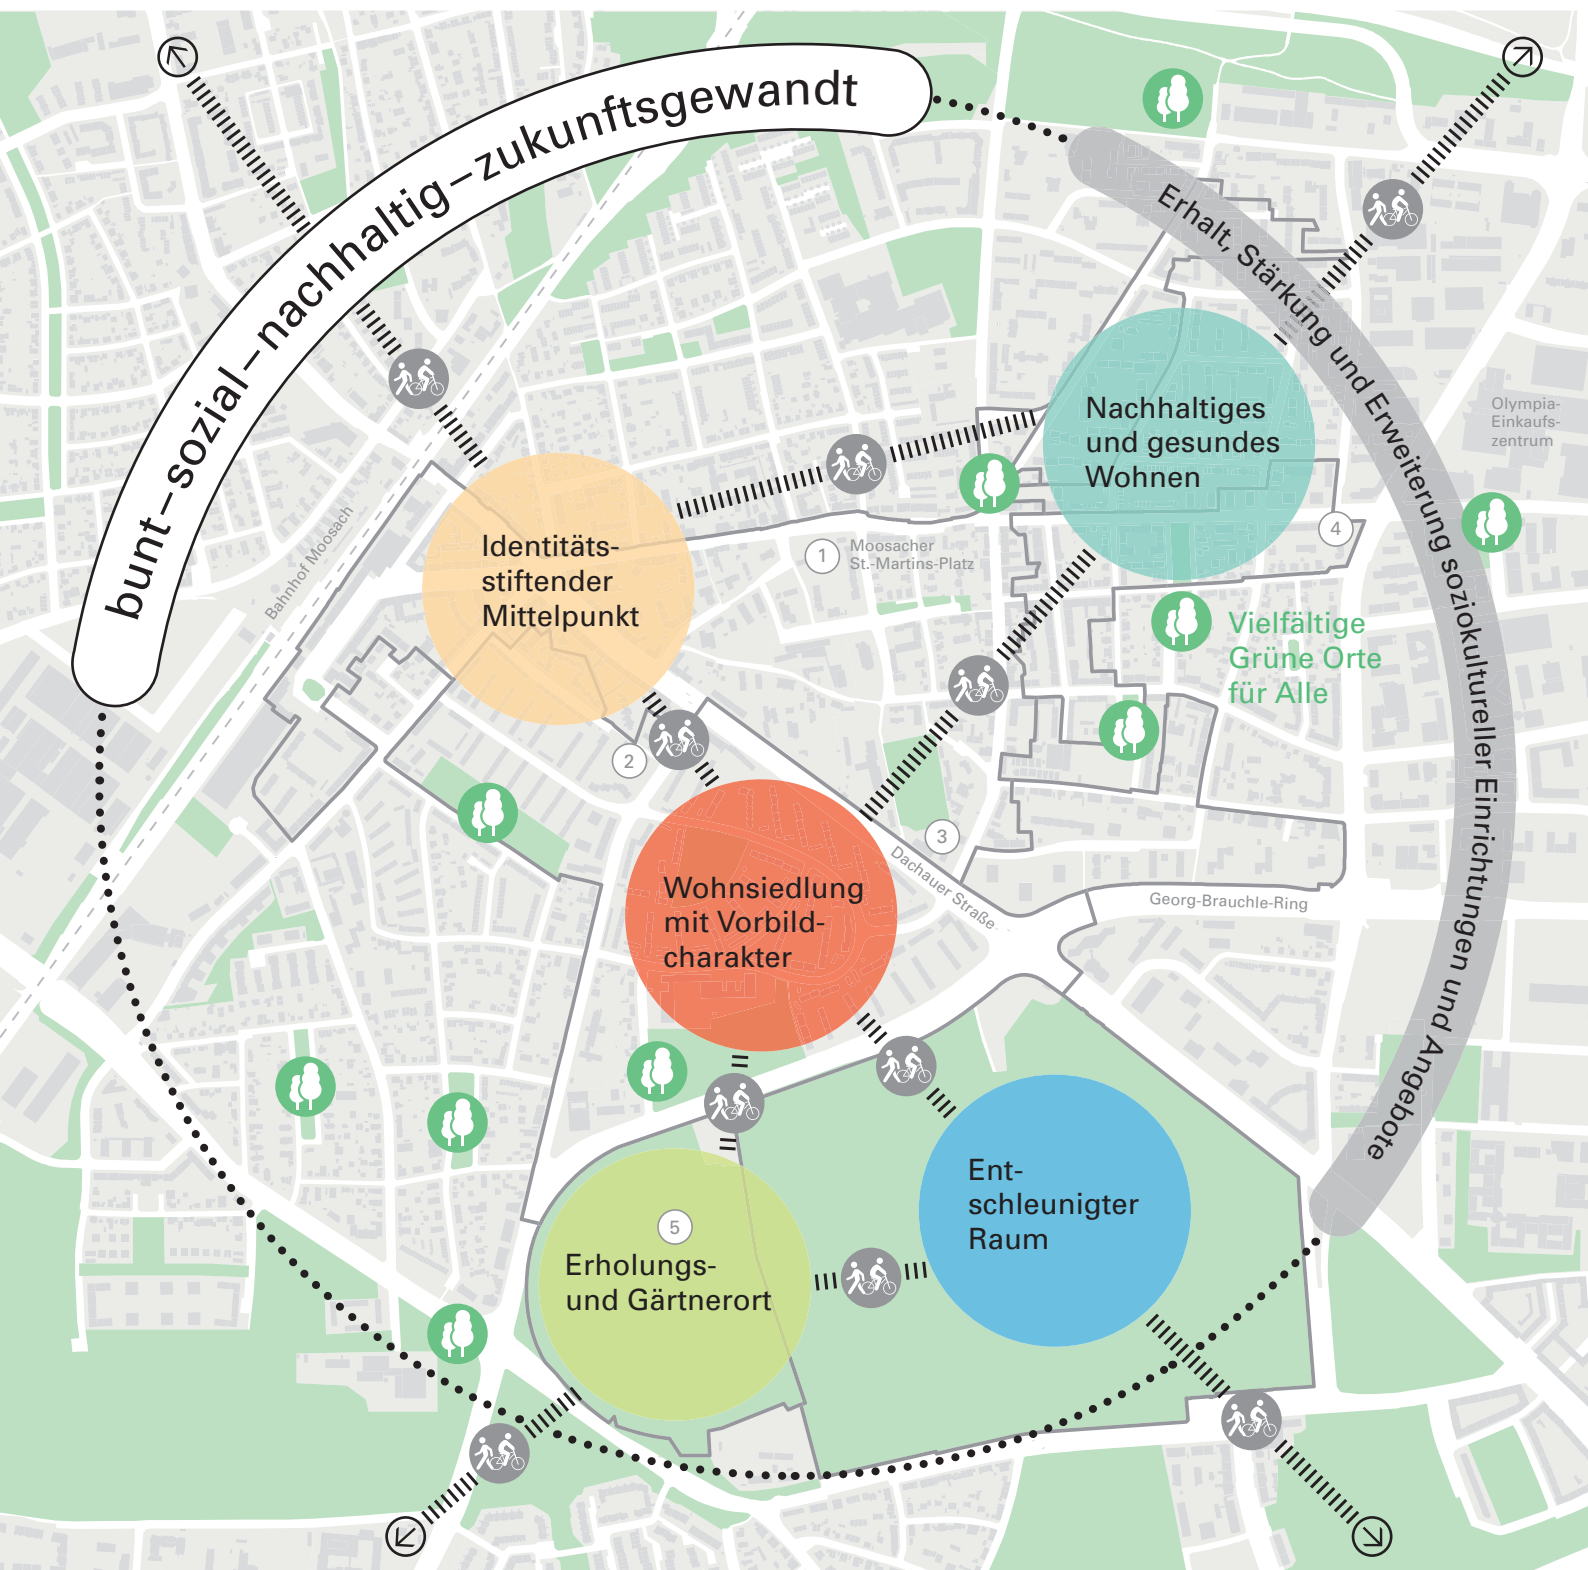 bunt–sozial–nachhaltig–zukunftsgewandt
Erhalt, Stärkung und Erweiterung soziokultureller Einrichtungen und Angebote
Nachhaltiges
und gesundes
Wohnen
Olympia-
Einkaufs-
zentrum
Bahnhof Moosach
Identitäts-
stiftender
Mittelpunkt
1
Moosacher
St.-Martins-Platz
4
Vielfältige
Grüne Orte
für Alle
2
3
Dachauer Straße
Wohnsiedlung
mit Vorbild-
charakter
Georg-Brauchle-Ring
Ent-
schleunigter
Raum
5
Erholungs-
und Gärtnerort